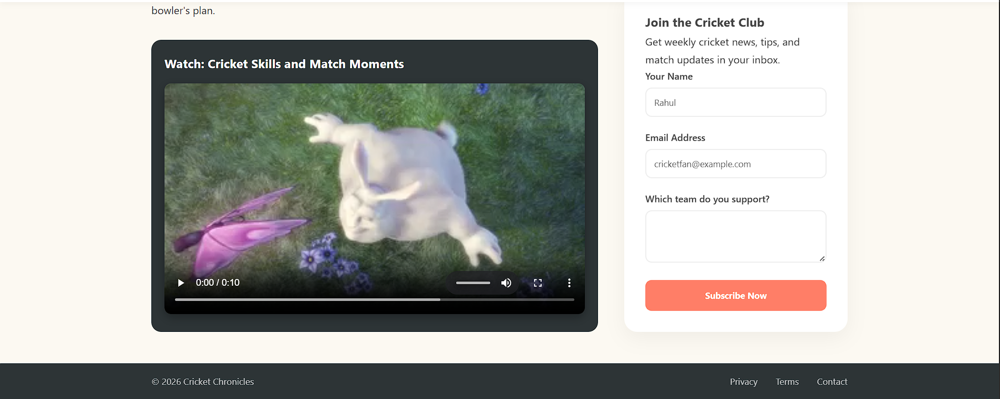 bowler's plan.
Watch: Cricket Skills and Match Moments
0:00 / 0:10
Join the Cricket Club
Get weekly cricket news, tips, and
match updates in your inbox.
Your Name
Rahul
Email Address
cricketfan@example.com
Which team do you support?
Subscribe Now
© 2026 Cricket Chronicles
Privacy Terms Contact